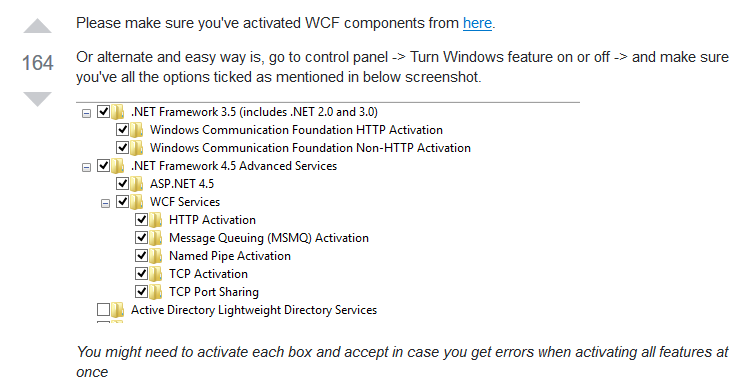 Please make sure you've activated WCF components from here.
164
Or alternate and easy way is, go to control panel -> Turn Windows feature on or off -> and make sure
you've all the options ticked as mentioned in below screenshot.
.NET Framework 3.5 (includes .NET 2.0 and 3.0)
Windows Communication Foundation HTTP Activation
Windows Communication Foundation Non-HTTP Activation
.NET Framework 4.5 Advanced Services
ASP.NET 4.5
WCF Services
HTTP Activation
Message Queuing (MSMQ) Activation
Named Pipe Activation
TCP Activation
TCP Port Sharing
Active Directory Lightweight Directory Services
You might need to activate each box and accept in case you get errors when activating all features at
once